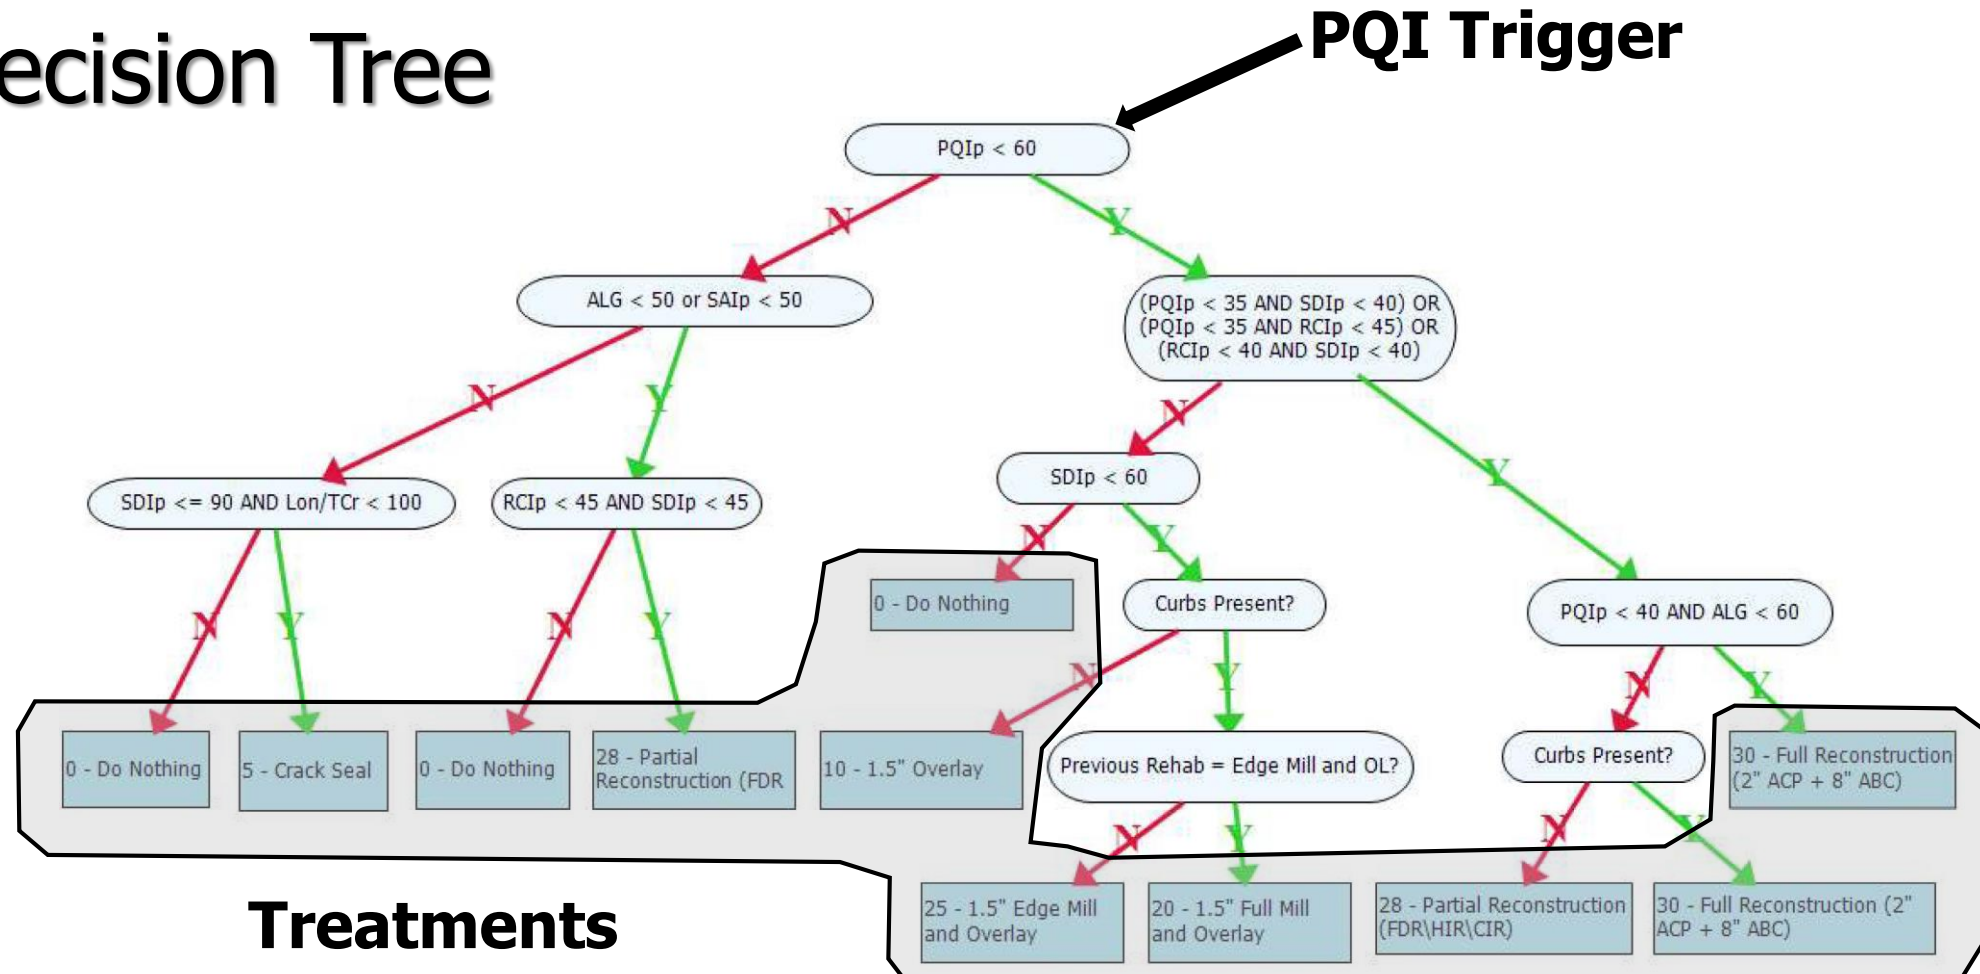 ecision Tree
PQI Trigger
PQIp < 60
N
Y
ALG < 50 or SAIp < 50
(PQIp < 35 AND SDIp < 40) OR
(PQIp < 35 AND RCIp < 45) OR
(RCIp < 40 AND SDIp < 40)
N
Y
N
Y
SDIp <= 90 AND Lon/TCr < 100
RCIp < 45 AND SDIp < 45
SDIp < 60
N
Y
0 - Do Nothing
Curbs Present?
PQIp < 40 AND ALG < 60
N
Y
N
Y
N
Y
N
Y
0 - Do Nothing
5 - Crack Seal
0 - Do Nothing
28 - Partial
Reconstruction (FDR
10 - 1.5" Overlay
Previous Rehab = Edge Mill and OL?
Curbs Present?
30 - Full Reconstruction
(2" ACP + 8" ABC)
N
Y
N
Y
25 - 1.5" Edge Mill
and Overlay
20 - 1.5" Full Mill
and Overlay
28 - Partial Reconstruction
(FDR\HIR\CIR)
30 - Full Reconstruction (2"
ACP + 8" ABC)
Treatments